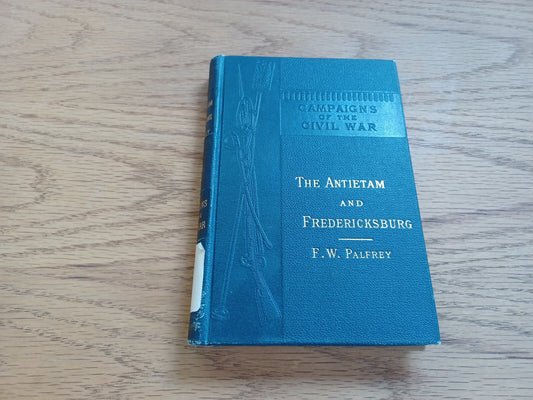 CAMPAIGNS
OF THE
CIVIL WAR
THE ANTIETAM
AND
FREDERICKSBURG
F. W. PALFREY